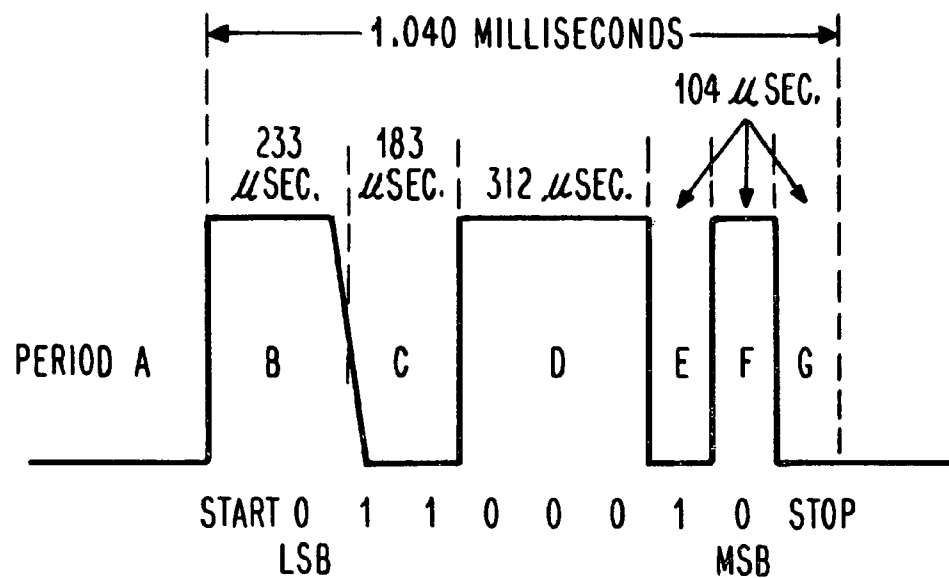 1.040 MILLISECONDS
104 μSEC.
233 μSEC.
183 μSEC.
312 μSEC.
PERIOD A
B
C
D
E
F
G
START 0 1 1 0 0 0 1 0 STOP
LSB MSB